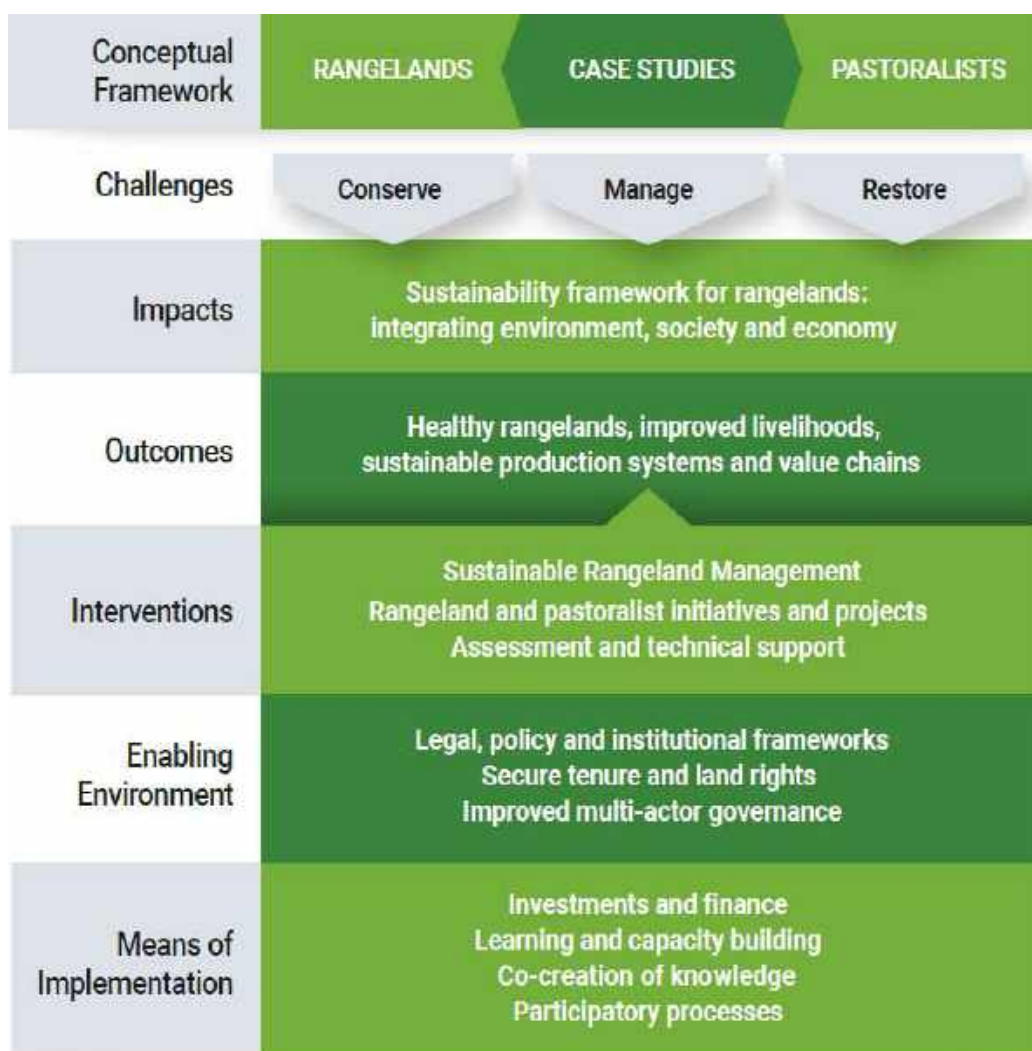 Conceptual
Framework
RANGELANDS
CASE STUDIES
PASTORALISTS
Challenges
Conserve
Manage
Restore
Impacts
Sustainability framework for rangelands:
integrating environment, society and economy
Outcomes
Healthy rangelands, improved livelihoods,
sustainable production systems and value chains
Interventions
Sustainable Rangeland Management
Rangeland and pastoralist initiatives and projects
Assessment and technical support
Enabling
Environment
Legal, policy and institutional frameworks
Secure tenure and land rights
Improved multi-actor governance
Means of
Implementation
Investments and finance
Learning and capacity building
Co-creation of knowledge
Participatory processes